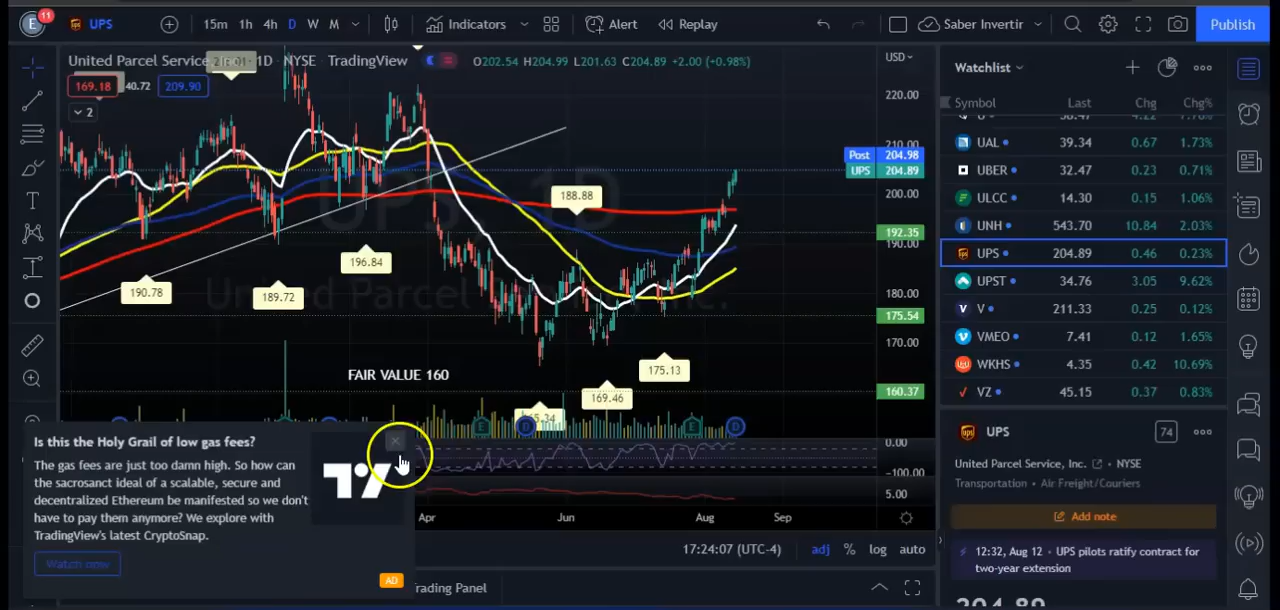 E
11
UPS
15m
1h
4h
D
W
M
Indicators
Alert
Replay
Saber Invertir
Publish
United Parcel Service, Inc. · 1D · NYSE
TradingView
O202.54 H204.99 L201.63 C204.89 +2.00 (+0.98%)
USD
169.18
40.72
209.90
2
220.00
210.00
Post 204.98
UPS 204.89
200.00
192.35
190.00
180.00
175.54
170.00
160.37
0.00
-100.00
5.00
188.88
196.84
190.78
189.72
175.13
169.46
FAIR VALUE 160
UPS, 1D
United Parcel Service, Inc.
E
D
E
D
Apr
Jun
Aug
Sep
17:24:07 (UTC-4)
adj
%
log
auto
Trading Panel
Is this the Holy Grail of low gas fees?
The gas fees are just too damn high. So how can
the sacrosanct ideal of a scalable, secure and
decentralized Ethereum be manifested so we don't
have to pay them anymore? We explore with
TradingView's latest CryptoSnap.
Watch now
AD
Watchlist
Symbol Last Chg Chg%
UAL 39.34 0.67 1.73%
UBER 32.47 0.23 0.71%
ULCC 14.30 0.15 1.06%
UNH 543.70 10.84 2.03%
UPS 204.89 0.46 0.23%
UPST 34.76 3.05 9.62%
V 211.33 0.25 0.12%
VMEO 7.41 0.12 1.65%
WKHS 4.35 0.42 10.69%
VZ 45.15 0.37 0.83%
UPS
74
United Parcel Service, Inc. · NYSE
Transportation · Air Freight/Couriers
Add note
12:32, Aug 12 · UPS pilots ratify contract for
two-year extension
204.89